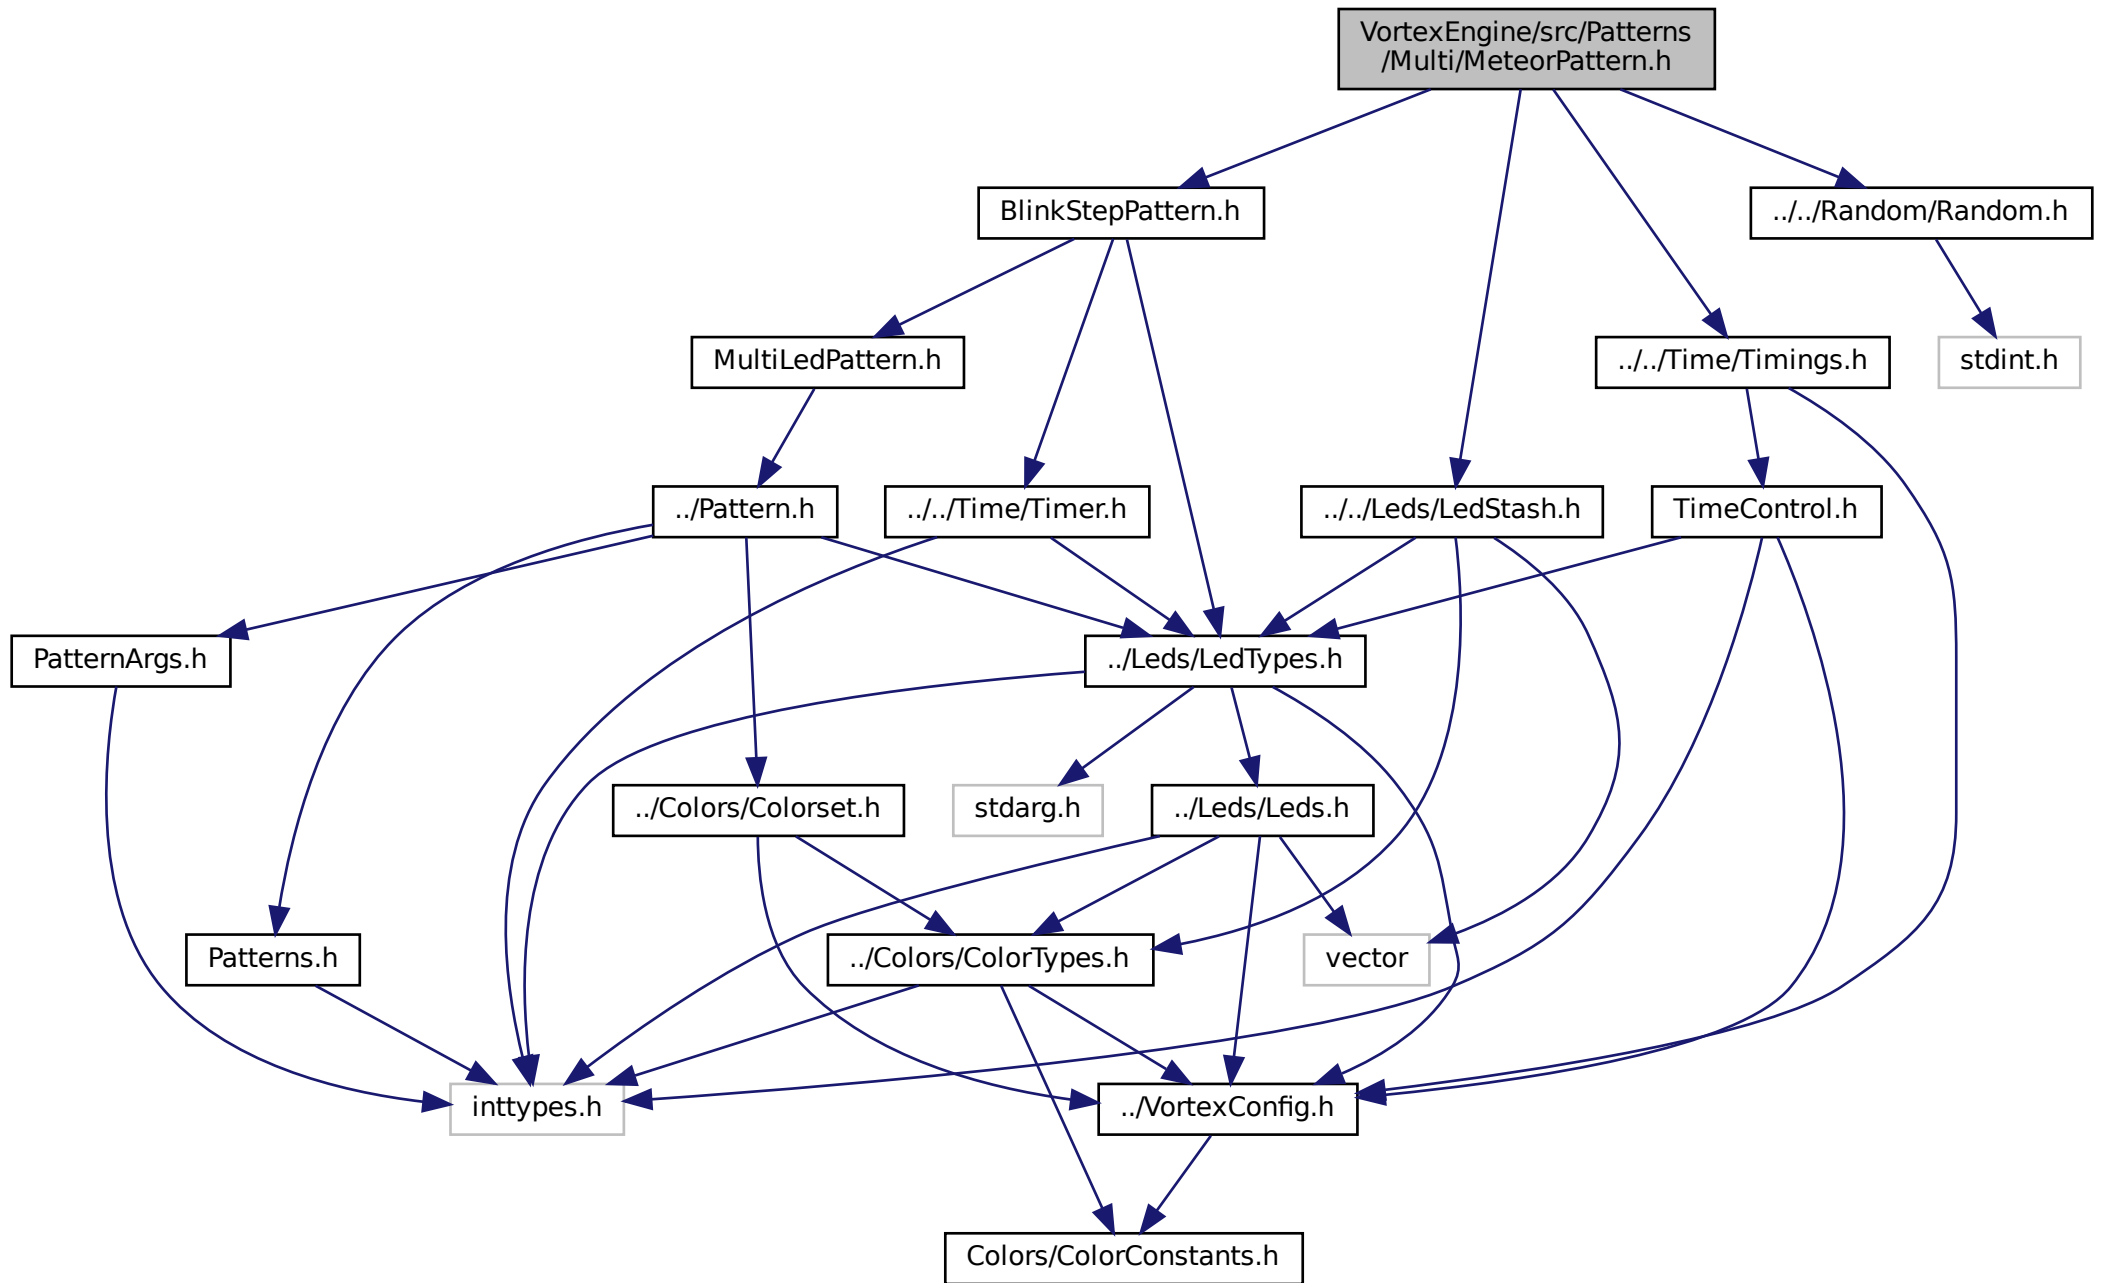 VortexEngine/src/Patterns
/Multi/MeteorPattern.h
BlinkStepPattern.h
../../Random/Random.h
MultiLedPattern.h
../../Time/Timings.h
stdint.h
../Pattern.h
../../Time/Timer.h
../../Leds/LedStash.h
TimeControl.h
PatternArgs.h
../Leds/LedTypes.h
../Colors/Colorset.h
stdarg.h
../Leds/Leds.h
Patterns.h
../Colors/ColorTypes.h
vector
inttypes.h
../VortexConfig.h
Colors/ColorConstants.h